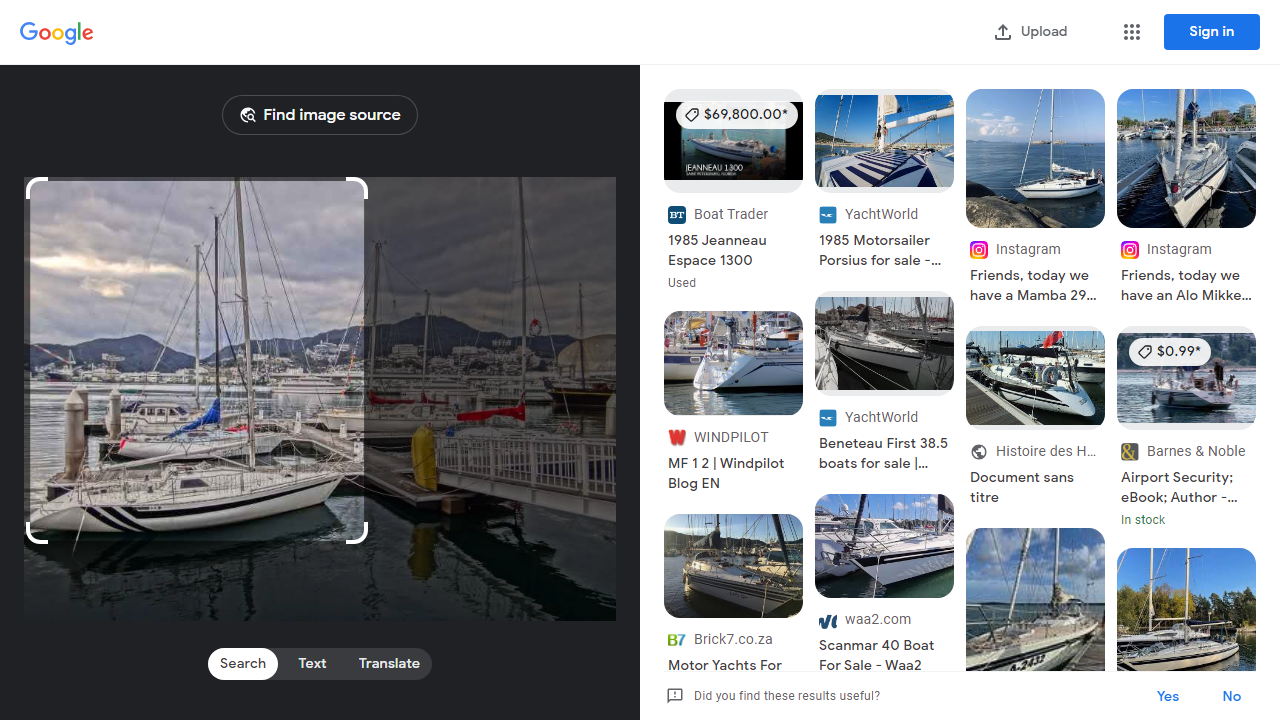 Google
Upload
Sign in
Find image source
Search
Text
Translate
$69,800.00*
JEANNEAU 1300
SAINT PETERSBURG, FLORIDA
BT
Boat Trader
1985 Jeanneau
Espace 1300
Used
WINDPILOT
MF 1 2 | Windpilot
Blog EN
B7
Brick7.co.za
Motor Yachts For
YachtWorld
1985 Motorsailer
Porsius for sale -...
YachtWorld
Beneteau First 38.5
boats for sale |...
waa2.com
Scanmar 40 Boat
For Sale - Waa2
Instagram
Friends, today we
have a Mamba 29...
Histoire des H...
Document sans
titre
Instagram
Friends, today we
have an Alo Mikke...
$0.99*
Barnes & Noble
Airport Security;
eBook; Author -...
In stock
Did you find these results useful?
Yes
No